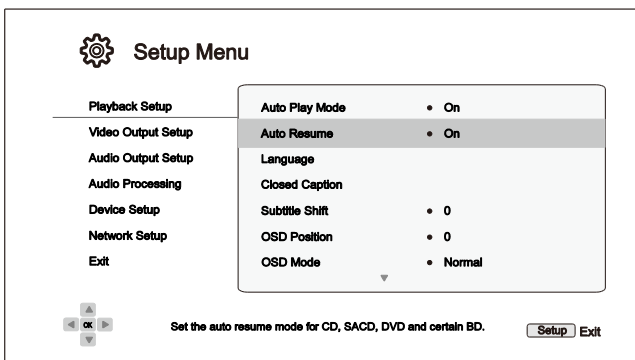 Setup Menu
Playback Setup
Video Output Setup
Audio Output Setup
Audio Processing
Device Setup
Network Setup
Exit
Auto Play Mode • On
Auto Resume • On
Language
Closed Caption
Subtitle Shift • 0
OSD Position • 0
OSD Mode • Normal
OK
Set the auto resume mode for CD, SACD, DVD and certain BD.
Setup Exit